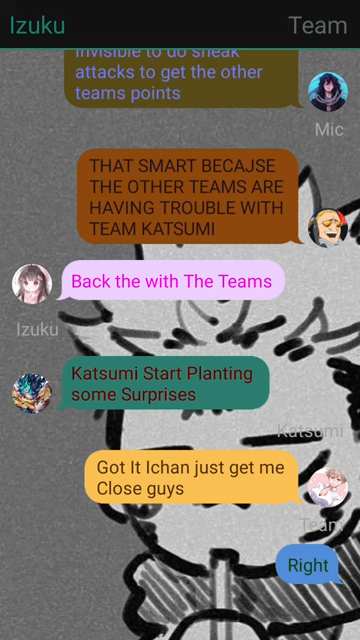 Izuku
Team
invisible to do sneak
attacks to get the other
teams points
Mic
THAT SMART BECAJSE
THE OTHER TEAMS ARE
HAVING TROUBLE WITH
TEAM KATSUMI
Back the with The Teams
Izuku
Katsumi Start Planting
some Surprises
Katsumi
Got It Ichan just get me
Close guys
Team
Right